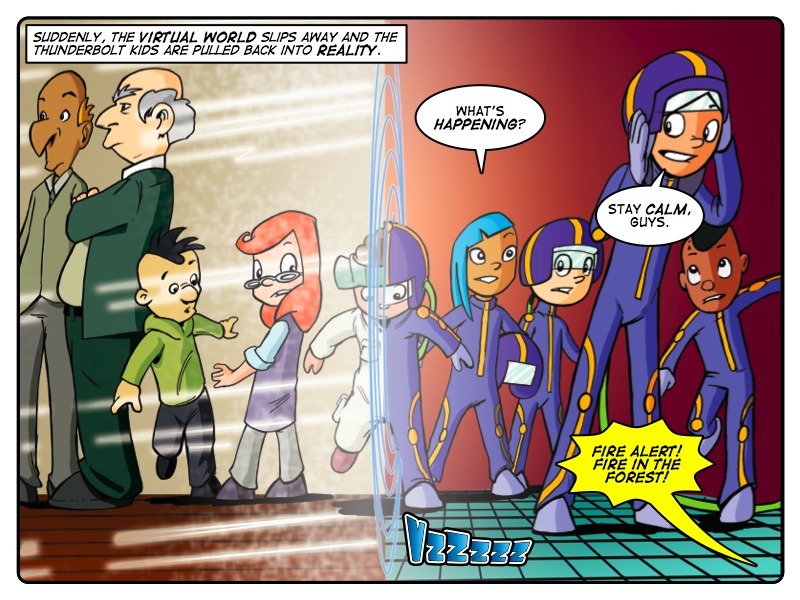 SUDDENLY, THE VIRTUAL WORLD SLIPS AWAY AND THE
THUNDERBOLT KIDS ARE PULLED BACK INTO REALITY.
WHAT'S
HAPPENING?
STAY CALM,
GUYS.
FIRE ALERT!
FIRE IN THE
FOREST!
VZZZZZZ